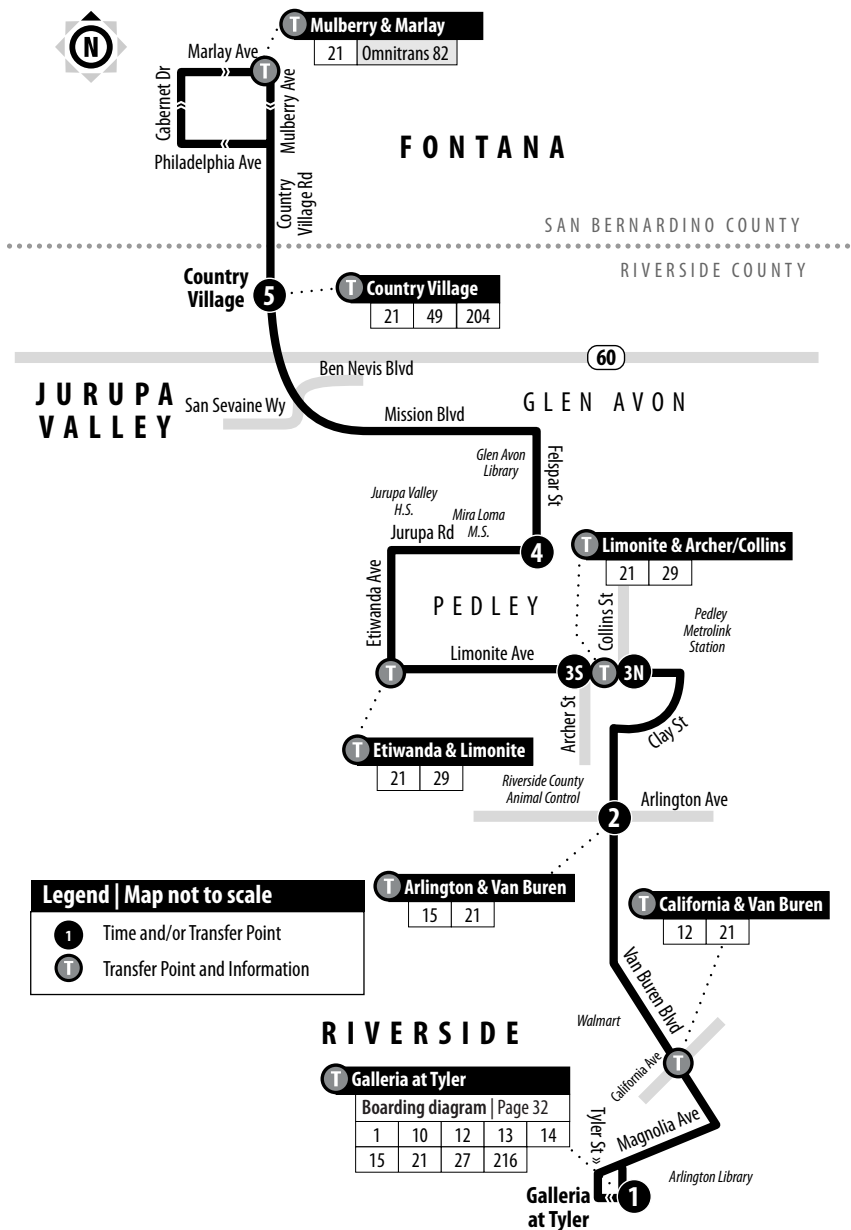 N
T Mulberry & Marlay
21 Omnitrans 82
Marlay Ave
T
Cabernet Dr
Mulberry Ave
Philadelphia Ave
FONTANA
Country
Village Rd
SAN BERNARDINO COUNTY
RIVERSIDE COUNTY
Country
Village
5
T Country Village
21 49 204
60
Ben Nevis Blvd
JURUPA
VALLEY
San Sevaine Wy
GLEN AVON
Mission Blvd
Glen Avon
Library
Felspar St
Jurupa Valley
H.S.
Mira Loma
M.S.
Jurupa Rd
4
T Limonite & Archer/Collins
21 29
Etiwanda Ave
PEDLEY
Collins St
Pedley
Metrolink
Station
Limonite Ave
T
3S T 3N
Archer St
Clay St
T Etiwanda & Limonite
21 29
Riverside County
Animal Control
Arlington Ave
2
T Arlington & Van Buren
15 21
T California & Van Buren
12 21
Legend | Map not to scale
1 Time and/or Transfer Point
T Transfer Point and Information
Van Buren Blvd
Walmart
RIVERSIDE
California Ave
T
T Galleria at Tyler
Boarding diagram | Page 32
1 10 12 13 14
15 21 27 216
Tyler St »
Magnolia Ave
Arlington Library
Galleria
at Tyler
1